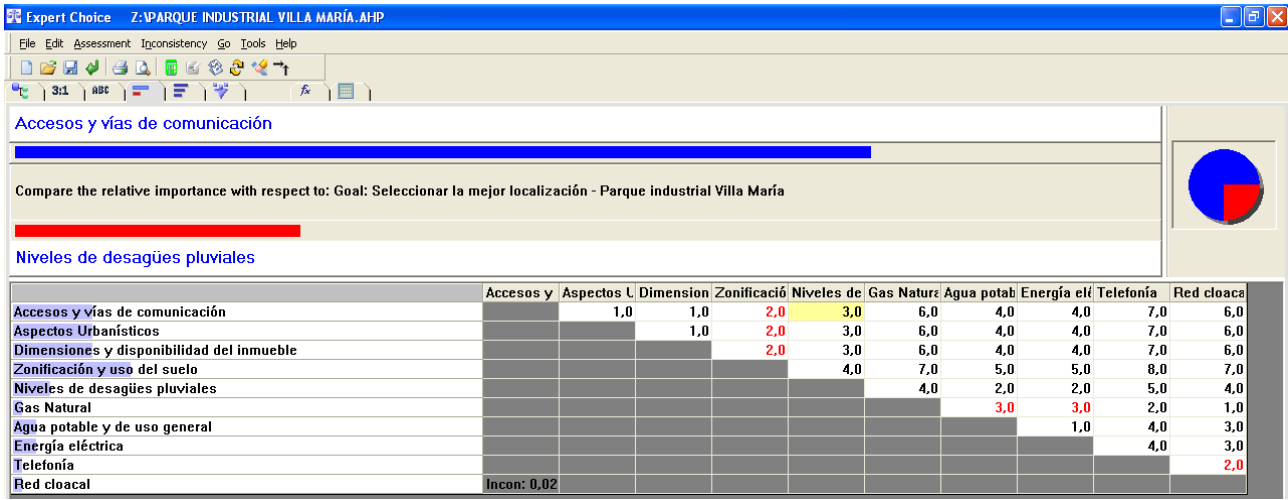 Expert Choice Z:\PARQUE INDUSTRIAL VILLA MARÍA.AHP
File Edit Assessment Inconsistency Go Tools Help
3:1 ABC fx
Accesos y vías de comunicación
Compare the relative importance with respect to: Goal: Seleccionar la mejor localización - Parque industrial Villa María
Niveles de desagües pluviales
Accesos y Aspectos U Dimension Zonificació Niveles de Gas Natura Agua potab Energía elé Telefonía Red cloaca
Accesos y vías de comunicación 1,0 1,0 2,0 3,0 6,0 4,0 4,0 7,0 6,0
Aspectos Urbanísticos 1,0 2,0 3,0 6,0 4,0 4,0 7,0 6,0
Dimensiones y disponibilidad del inmueble 2,0 3,0 6,0 4,0 4,0 7,0 6,0
Zonificación y uso del suelo 4,0 7,0 5,0 5,0 8,0 7,0
Niveles de desagües pluviales 4,0 2,0 2,0 5,0 4,0
Gas Natural 3,0 3,0 2,0 1,0
Agua potable y de uso general 1,0 4,0 3,0
Energía eléctrica 4,0 3,0
Telefonía 2,0
Red cloacal Incon: 0,02